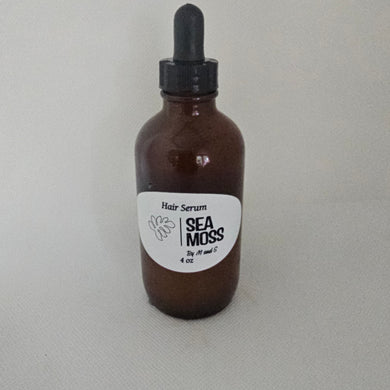 Hair Serum
SEA
MOSS
By M and S
4 oz